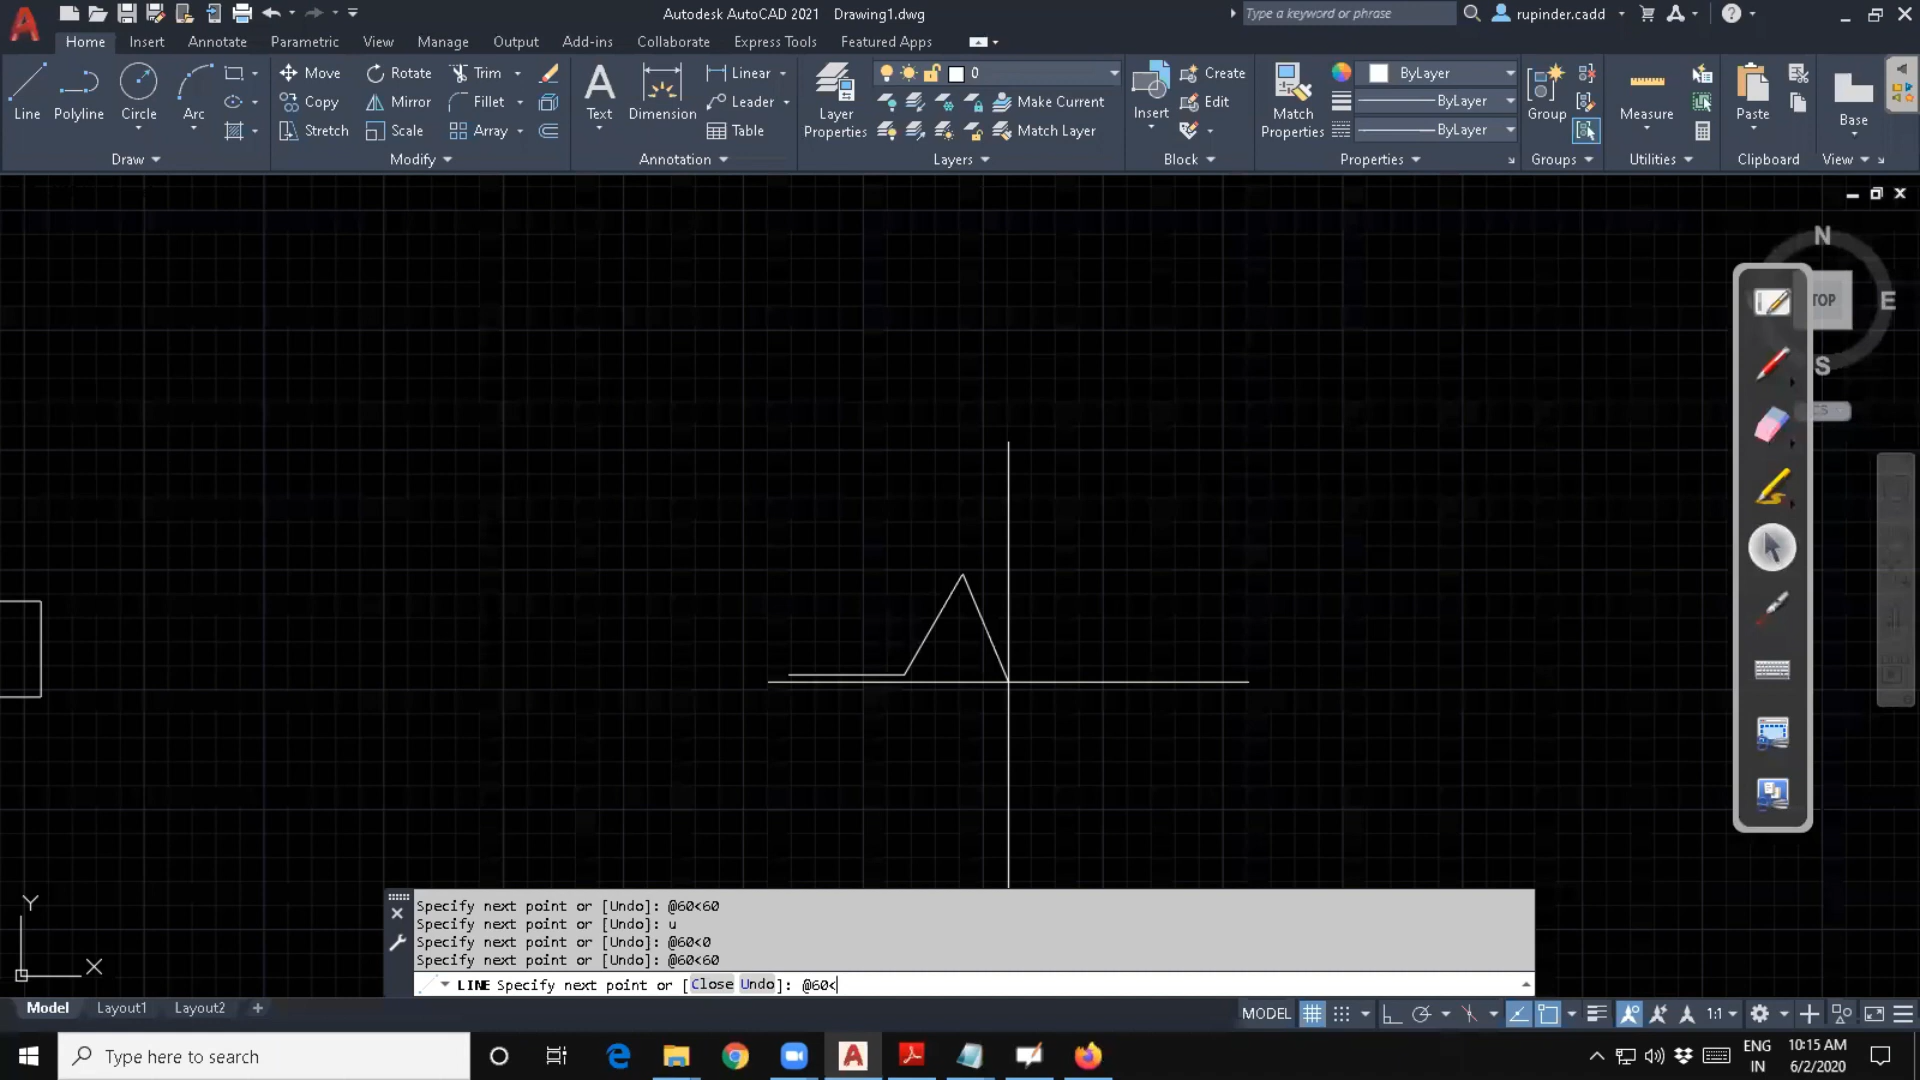 Autodesk AutoCAD 2021 Drawing1.dwg
Type a keyword or phrase
rupinder.cadd
Home Insert Annotate Parametric View Manage Output Add-ins Collaborate Express Tools Featured Apps
Line Polyline Circle Arc
Draw
Move Rotate Trim
Copy Mirror Fillet
Stretch Scale Array
Modify
Text Dimension
Linear
Leader
Table
Annotation
Layer Properties
0
Make Current
Match Layer
Layers
Insert
Create
Edit
Block
Match Properties
ByLayer
ByLayer
ByLayer
Properties
Group
Groups
Measure
Utilities
Paste
Clipboard
Base
View
N
TOP E
S
CS
Y
X
Specify next point or [Undo]: @60<60
Specify next point or [Undo]: u
Specify next point or [Undo]: @60<0
Specify next point or [Undo]: @60<60
LINE Specify next point or [Close Undo]: @60<
Model Layout1 Layout2 +
MODEL 1:1
Type here to search
ENG
IN
10:15 AM
6/2/2020